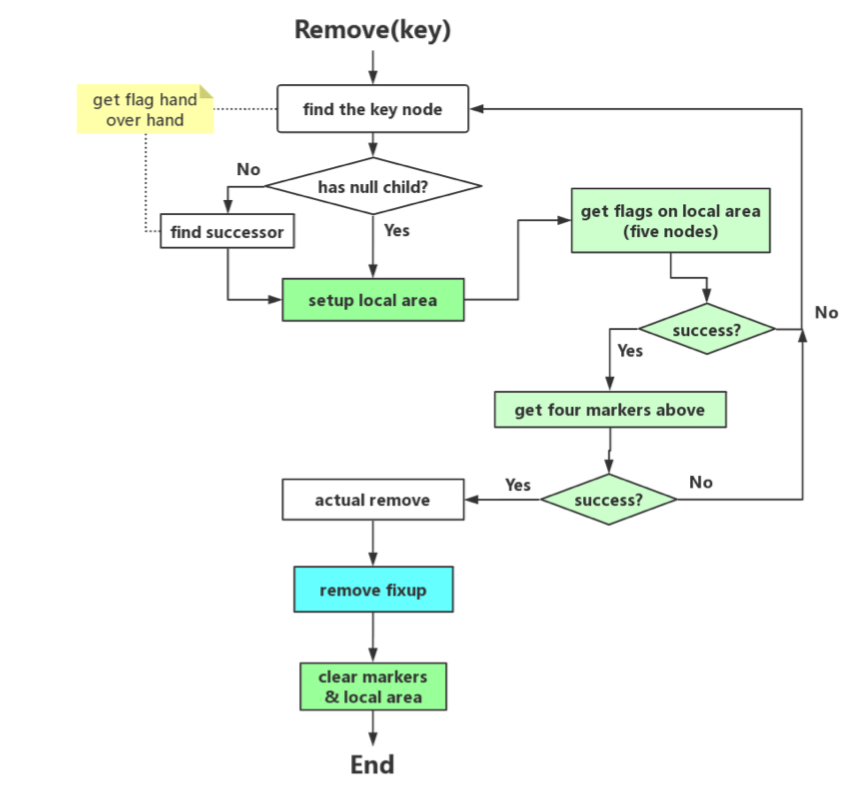 Remove(key)
get flag hand
over hand
find the key node
No
has null child?
find successor
Yes
get flags on local area
(five nodes)
setup local area
success?
No
Yes
get four markers above
Yes
No
actual remove
success?
remove fixup
clear markers
& local area
End